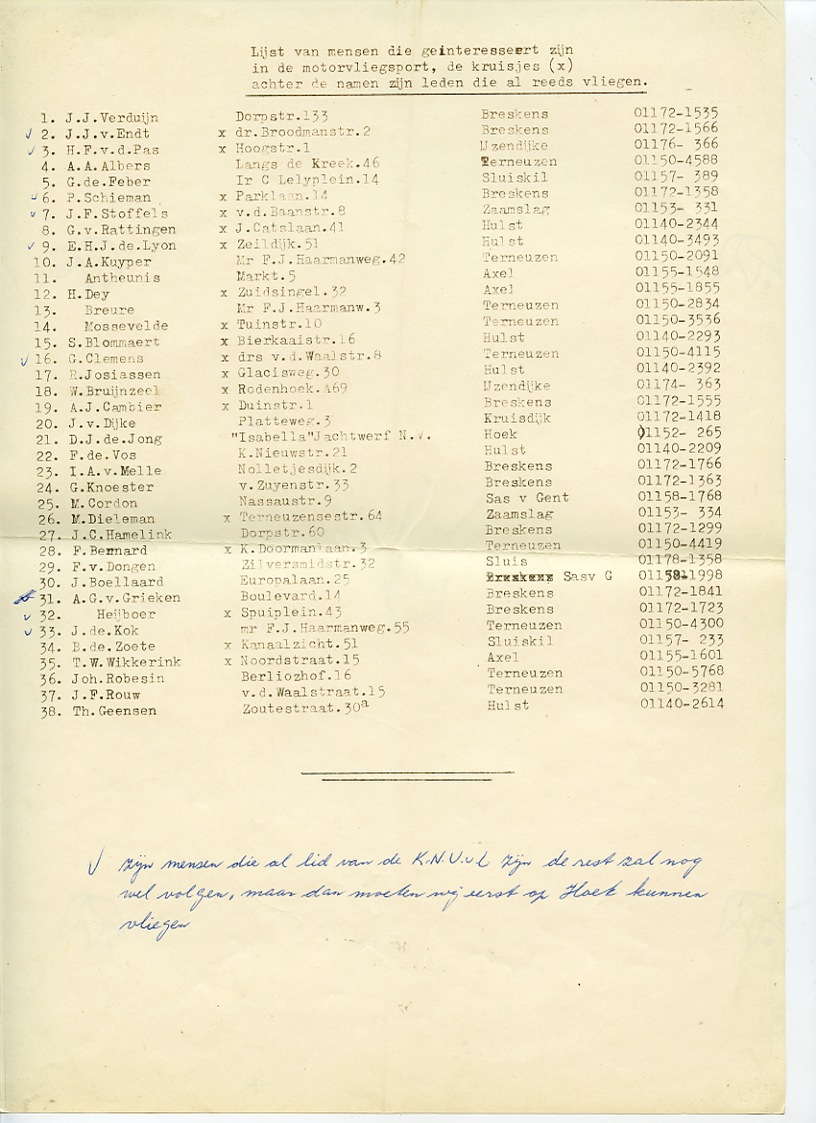 Lijst van mensen die geinteresseert zijn
in de motorvliegsport, de kruisjes (x)
achter de namen zijn leden die al reeds vliegen.
1. J.J.Verduijn Dorpstr.133 Breskens 01172-1535
√ 2. J.J.v.Endt x dr.Broodmanstr.2 Breskens 01172-1566
√ 3. H.F.v.d.Pas x Hoogstr.1 IJzendijke 01176- 366
4. A.A.Albers Langs de Kreek.46 Terneuzen 01150-4588
5. G.de.Feber Ir C Lelyplein.14 Sluiskil 01157- 389
√ 6. P.Schieman x Parklaan.14 Breskens 01172-1358
√ 7. J.F.Stoffels x v.d.Baanstr.8 Zaamslag 01153- 331
8. G.v.Rattingen x J.Catslaan.41 Hulst 01140-2344
√ 9. E.H.J.de.Lyon x Zeildijk.51 Hulst 01140-3493
10. J.A.Kuyper Mr F.J.Haarmanweg.42 Terneuzen 01150-2091
11. Antheunis Markt.5 Axel 01155-1548
12. H.Dey x Zuidsingel.32 Axel 01155-1855
13. Breure Mr F.J.Haarmanw.3 Terneuzen 01150-2834
14. Mossevelde x Tuinstr.10 Terneuzen 01150-3536
15. S.Blommaert x Bierkaaistr.16 Hulst 01140-2293
√ 16. G.Clemens x drs v.d.Waalstr.8 Terneuzen 01150-4115
17. R.Josiassen x Glacisweg.30 Hulst 01140-2392
18. W.Bruijnzeel x Rodenhoek.A69 IJzendijke 01174- 363
19. A.J.Cambier x Duinstr.1 Breskens 01172-1555
20. J.v.Dijke Platteweg.3 Kruisdijk 01172-1418
21. D.J.de.Jong "Isabella"Jachtwerf N.V. Hoek 01152- 265
22. F.de.Vos K.Nieuwstr.21 Hulst 01140-2209
23. I.A.v.Melle Nolletjesdijk.2 Breskens 01172-1766
24. G.Knoester v.Zuyenstr.33 Breskens 01172-1363
25. M.Cordon Nassaustr.9 Sas v Gent 01158-1768
26. M.Dieleman x Terneuzensestr.64 Zaamslag 01153- 334
27. J.C.Hamelink Dorpstr.60 Breskens 01172-1299
28. F.Bernard x K.Doormanlaan.3 Terneuzen 01150-4419
29. F.v.Dongen Zilversmidstr.32 Sluis 01178-1358
30. J.Boellaard Europalaan.25 Breskens Sasv G 01158-1998
31. A.G.v.Grieken Boulevard.14 Breskens 01172-1841
√ 32. Heijboer x Spuiplein.43 Breskens 01172-1723
√ 33. J.de.Kok mr F.J.Haarmanweg.55 Terneuzen 01150-4300
34. B.de.Zoete x Kanaalzicht.51 Sluiskil 01157- 233
35. T.W.Wikkerink x Noordstraat.15 Axel 01155-1601
36. Joh.Robesin Berliozhof.16 Terneuzen 01150-5768
37. J.F.Rouw v.d.Waalstraat.15 Terneuzen 01150-3281
38. Th.Geensen Zoutestraat.30a Hulst 01140-2614
√ zijn mensen die al lid van de K.N.V.v L zijn de rest zal nog
wel volgen, maar dan moeten wij eerst op Hoek kunnen
vliegen